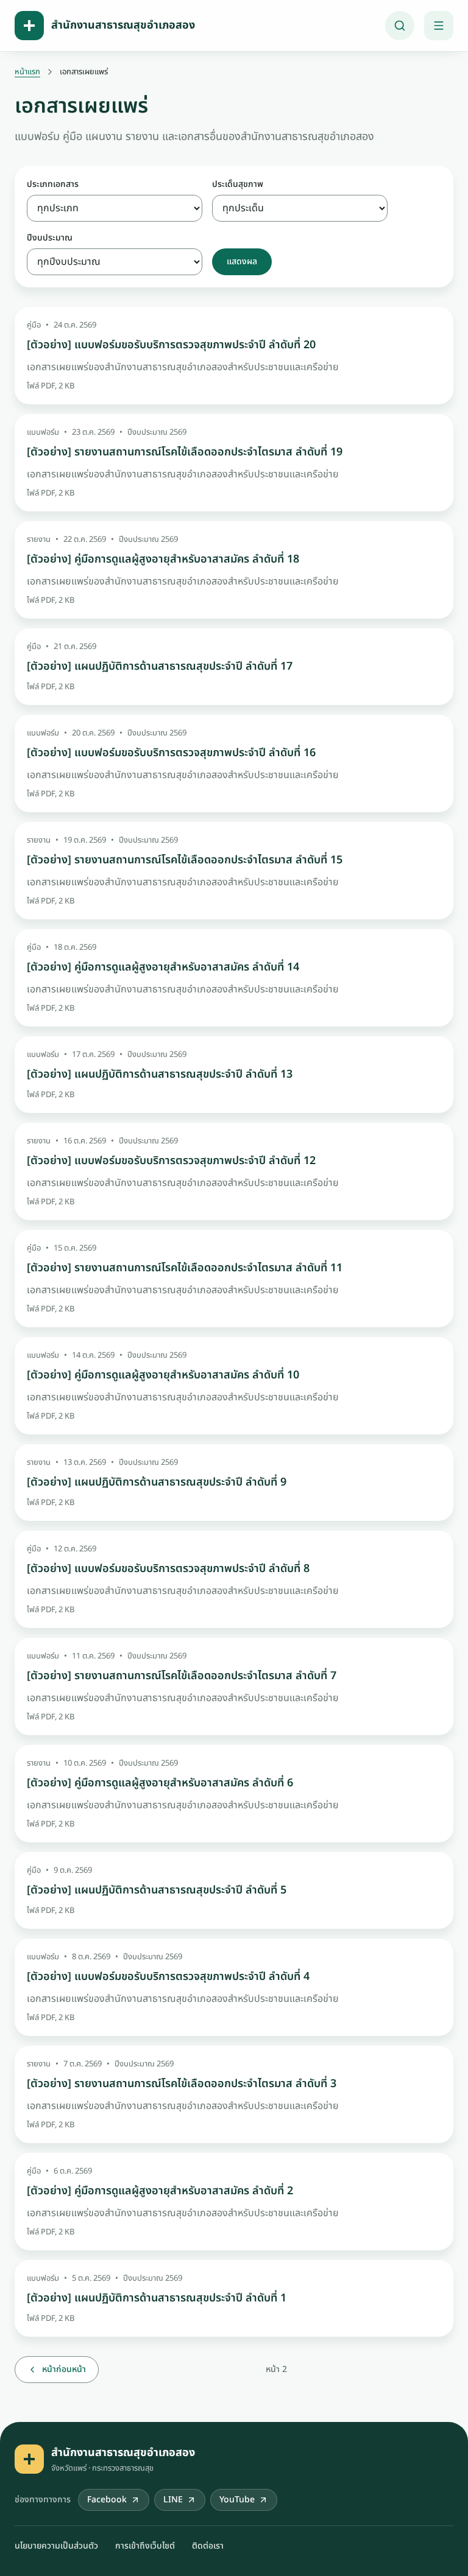 สำนักงานสาธารณสุขอำเภอสอง
หน้าแรก > เอกสารเผยแพร่
เอกสารเผยแพร่
แบบฟอร์ม คู่มือ แผนงาน รายงาน และเอกสารอื่นของสำนักงานสาธารณสุขอำเภอสอง
ประเภทเอกสาร ประเด็นสุขภาพ
ทุกประเภท ทุกประเด็น
ปีงบประมาณ
ทุกปีงบประมาณ แสดงผล
คู่มือ • 24 ต.ค. 2569
[ตัวอย่าง] แบบฟอร์มขอรับบริการตรวจสุขภาพประจำปี ลำดับที่ 20
เอกสารเผยแพร่ของสำนักงานสาธารณสุขอำเภอสองสำหรับประชาชนและเครือข่าย
ไฟล์ PDF, 2 KB
แบบฟอร์ม • 23 ต.ค. 2569 • ปีงบประมาณ 2569
[ตัวอย่าง] รายงานสถานการณ์โรคไข้เลือดออกประจำไตรมาส ลำดับที่ 19
เอกสารเผยแพร่ของสำนักงานสาธารณสุขอำเภอสองสำหรับประชาชนและเครือข่าย
ไฟล์ PDF, 2 KB
รายงาน • 22 ต.ค. 2569 • ปีงบประมาณ 2569
[ตัวอย่าง] คู่มือการดูแลผู้สูงอายุสำหรับอาสาสมัคร ลำดับที่ 18
เอกสารเผยแพร่ของสำนักงานสาธารณสุขอำเภอสองสำหรับประชาชนและเครือข่าย
ไฟล์ PDF, 2 KB
คู่มือ • 21 ต.ค. 2569
[ตัวอย่าง] แผนปฏิบัติการด้านสาธารณสุขประจำปี ลำดับที่ 17
ไฟล์ PDF, 2 KB
แบบฟอร์ม • 20 ต.ค. 2569 • ปีงบประมาณ 2569
[ตัวอย่าง] แบบฟอร์มขอรับบริการตรวจสุขภาพประจำปี ลำดับที่ 16
เอกสารเผยแพร่ของสำนักงานสาธารณสุขอำเภอสองสำหรับประชาชนและเครือข่าย
ไฟล์ PDF, 2 KB
รายงาน • 19 ต.ค. 2569 • ปีงบประมาณ 2569
[ตัวอย่าง] รายงานสถานการณ์โรคไข้เลือดออกประจำไตรมาส ลำดับที่ 15
เอกสารเผยแพร่ของสำนักงานสาธารณสุขอำเภอสองสำหรับประชาชนและเครือข่าย
ไฟล์ PDF, 2 KB
คู่มือ • 18 ต.ค. 2569
[ตัวอย่าง] คู่มือการดูแลผู้สูงอายุสำหรับอาสาสมัคร ลำดับที่ 14
เอกสารเผยแพร่ของสำนักงานสาธารณสุขอำเภอสองสำหรับประชาชนและเครือข่าย
ไฟล์ PDF, 2 KB
แบบฟอร์ม • 17 ต.ค. 2569 • ปีงบประมาณ 2569
[ตัวอย่าง] แผนปฏิบัติการด้านสาธารณสุขประจำปี ลำดับที่ 13
ไฟล์ PDF, 2 KB
รายงาน • 16 ต.ค. 2569 • ปีงบประมาณ 2569
[ตัวอย่าง] แบบฟอร์มขอรับบริการตรวจสุขภาพประจำปี ลำดับที่ 12
เอกสารเผยแพร่ของสำนักงานสาธารณสุขอำเภอสองสำหรับประชาชนและเครือข่าย
ไฟล์ PDF, 2 KB
คู่มือ • 15 ต.ค. 2569
[ตัวอย่าง] รายงานสถานการณ์โรคไข้เลือดออกประจำไตรมาส ลำดับที่ 11
เอกสารเผยแพร่ของสำนักงานสาธารณสุขอำเภอสองสำหรับประชาชนและเครือข่าย
ไฟล์ PDF, 2 KB
แบบฟอร์ม • 14 ต.ค. 2569 • ปีงบประมาณ 2569
[ตัวอย่าง] คู่มือการดูแลผู้สูงอายุสำหรับอาสาสมัคร ลำดับที่ 10
เอกสารเผยแพร่ของสำนักงานสาธารณสุขอำเภอสองสำหรับประชาชนและเครือข่าย
ไฟล์ PDF, 2 KB
รายงาน • 13 ต.ค. 2569 • ปีงบประมาณ 2569
[ตัวอย่าง] แผนปฏิบัติการด้านสาธารณสุขประจำปี ลำดับที่ 9
ไฟล์ PDF, 2 KB
คู่มือ • 12 ต.ค. 2569
[ตัวอย่าง] แบบฟอร์มขอรับบริการตรวจสุขภาพประจำปี ลำดับที่ 8
เอกสารเผยแพร่ของสำนักงานสาธารณสุขอำเภอสองสำหรับประชาชนและเครือข่าย
ไฟล์ PDF, 2 KB
แบบฟอร์ม • 11 ต.ค. 2569 • ปีงบประมาณ 2569
[ตัวอย่าง] รายงานสถานการณ์โรคไข้เลือดออกประจำไตรมาส ลำดับที่ 7
เอกสารเผยแพร่ของสำนักงานสาธารณสุขอำเภอสองสำหรับประชาชนและเครือข่าย
ไฟล์ PDF, 2 KB
รายงาน • 10 ต.ค. 2569 • ปีงบประมาณ 2569
[ตัวอย่าง] คู่มือการดูแลผู้สูงอายุสำหรับอาสาสมัคร ลำดับที่ 6
เอกสารเผยแพร่ของสำนักงานสาธารณสุขอำเภอสองสำหรับประชาชนและเครือข่าย
ไฟล์ PDF, 2 KB
คู่มือ • 9 ต.ค. 2569
[ตัวอย่าง] แผนปฏิบัติการด้านสาธารณสุขประจำปี ลำดับที่ 5
ไฟล์ PDF, 2 KB
แบบฟอร์ม • 8 ต.ค. 2569 • ปีงบประมาณ 2569
[ตัวอย่าง] แบบฟอร์มขอรับบริการตรวจสุขภาพประจำปี ลำดับที่ 4
เอกสารเผยแพร่ของสำนักงานสาธารณสุขอำเภอสองสำหรับประชาชนและเครือข่าย
ไฟล์ PDF, 2 KB
รายงาน • 7 ต.ค. 2569 • ปีงบประมาณ 2569
[ตัวอย่าง] รายงานสถานการณ์โรคไข้เลือดออกประจำไตรมาส ลำดับที่ 3
เอกสารเผยแพร่ของสำนักงานสาธารณสุขอำเภอสองสำหรับประชาชนและเครือข่าย
ไฟล์ PDF, 2 KB
คู่มือ • 6 ต.ค. 2569
[ตัวอย่าง] คู่มือการดูแลผู้สูงอายุสำหรับอาสาสมัคร ลำดับที่ 2
เอกสารเผยแพร่ของสำนักงานสาธารณสุขอำเภอสองสำหรับประชาชนและเครือข่าย
ไฟล์ PDF, 2 KB
แบบฟอร์ม • 5 ต.ค. 2569 • ปีงบประมาณ 2569
[ตัวอย่าง] แผนปฏิบัติการด้านสาธารณสุขประจำปี ลำดับที่ 1
ไฟล์ PDF, 2 KB
หน้าก่อนหน้า หน้า 2
สำนักงานสาธารณสุขอำเภอสอง
จังหวัดแพร่ · กระทรวงสาธารณสุข
ช่องทางทางการ Facebook LINE YouTube
นโยบายความเป็นส่วนตัว การเข้าถึงเว็บไซต์ ติดต่อเรา